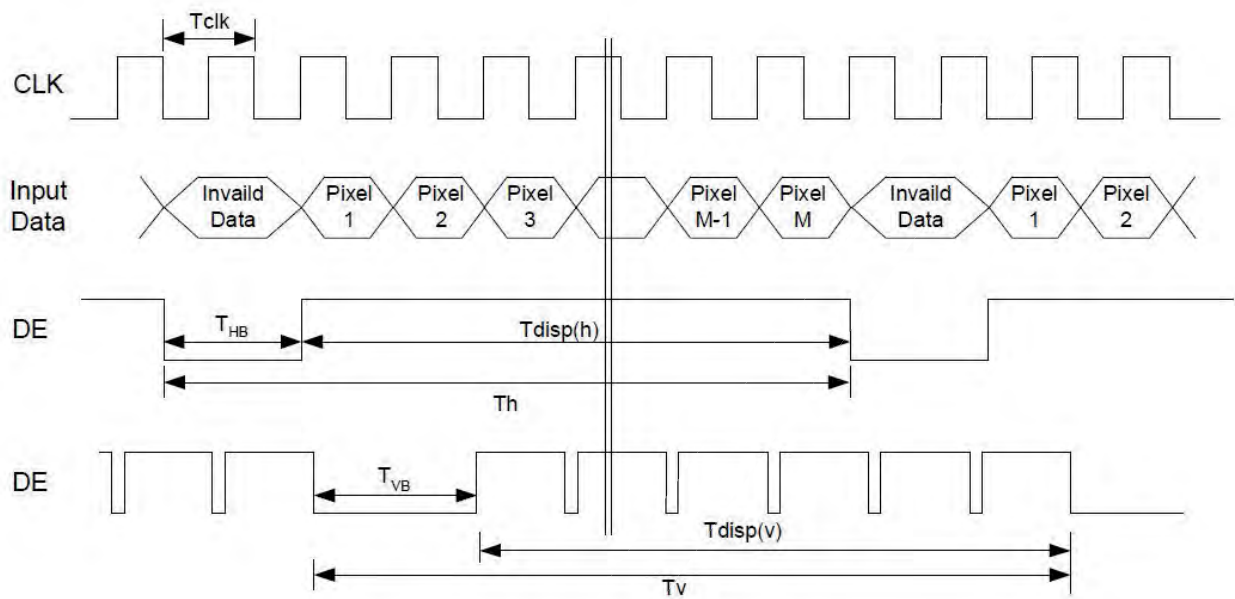 Tclk
CLK
Input
Data
Invaild
Data
Pixel
1
Pixel
2
Pixel
3
Pixel
M-1
Pixel
M
Invaild
Data
Pixel
1
Pixel
2
DE
THB
Tdisp(h)
Th
DE
TVB
Tdisp(v)
Tv